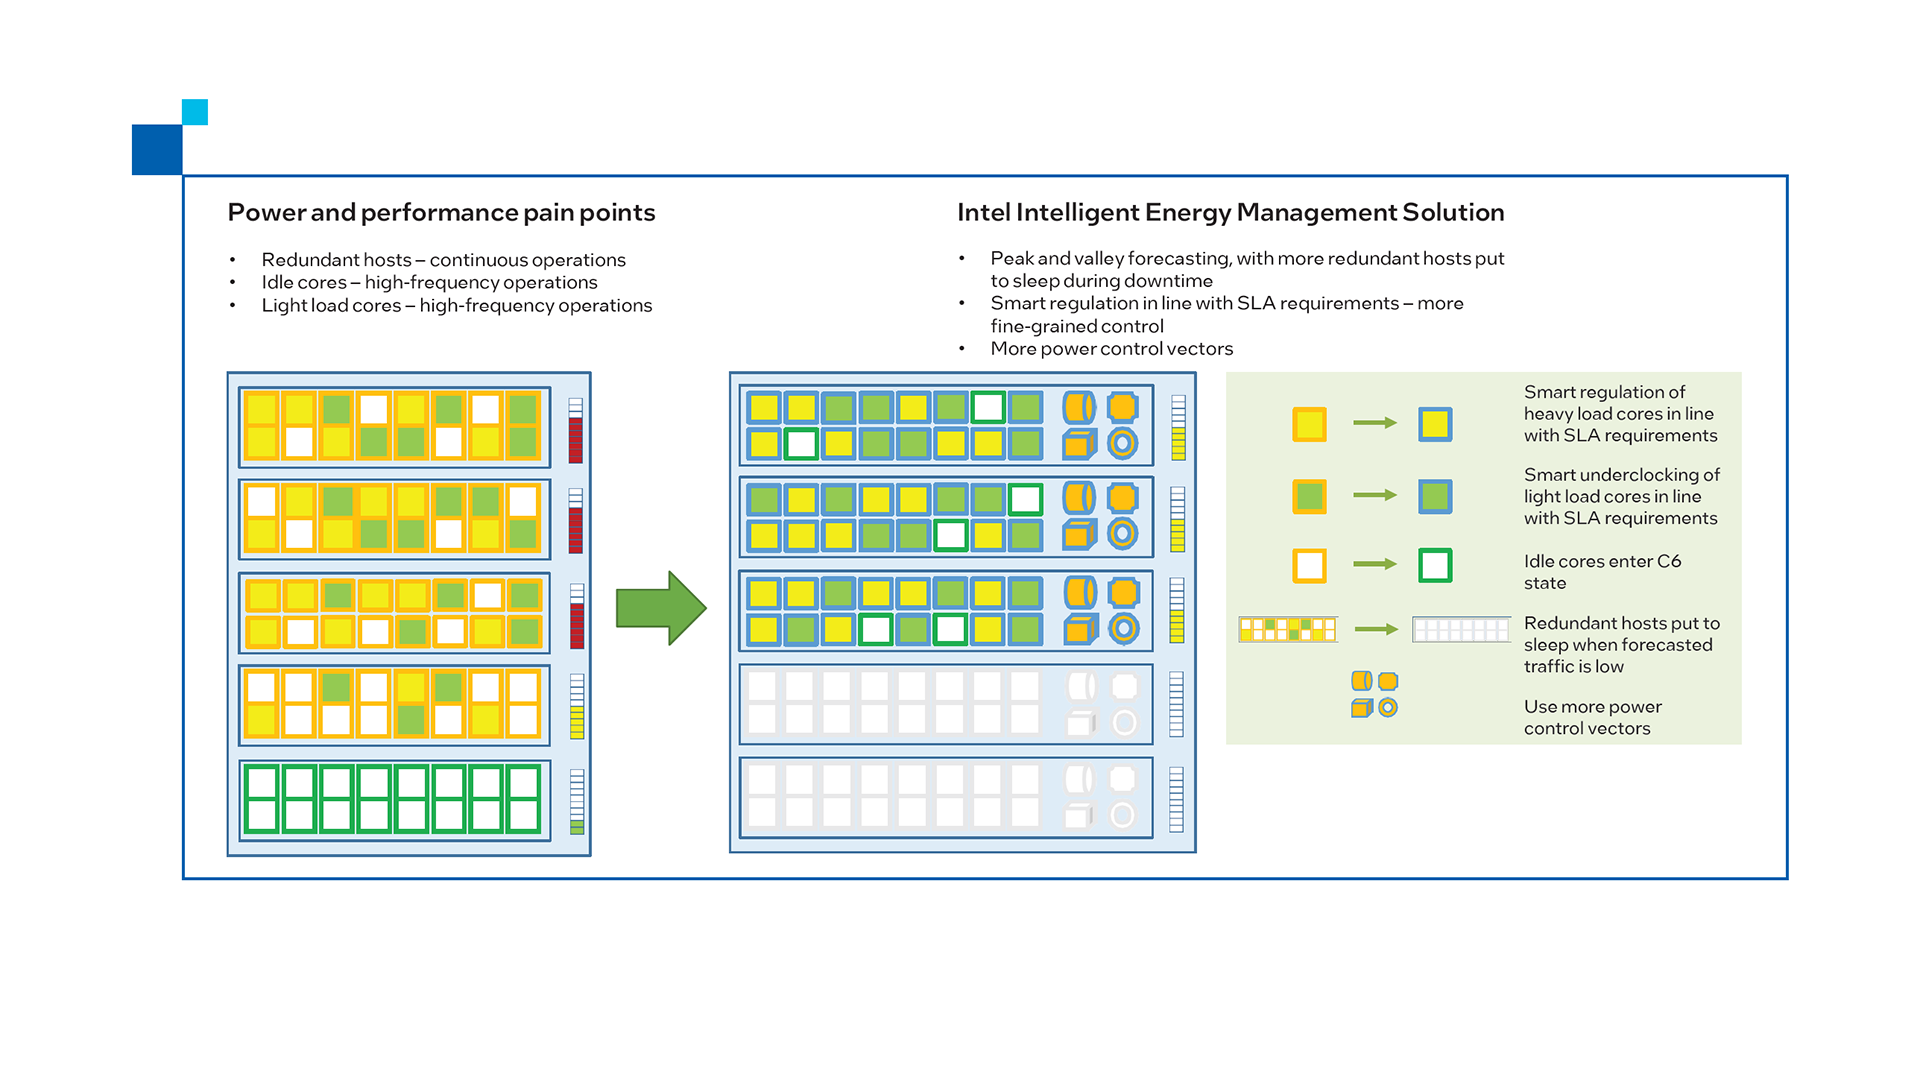 Power and performance pain points
• Redundant hosts – continuous operations
• Idle cores – high-frequency operations
• Light load cores – high-frequency operations
Intel Intelligent Energy Management Solution
• Peak and valley forecasting, with more redundant hosts put
to sleep during downtime
• Smart regulation in line with SLA requirements – more
fine-grained control
• More power control vectors
Smart regulation of
heavy load cores in line
with SLA requirements
Smart underclocking of
light load cores in line
with SLA requirements
Idle cores enter C6
state
Redundant hosts put to
sleep when forecasted
traffic is low
Use more power
control vectors